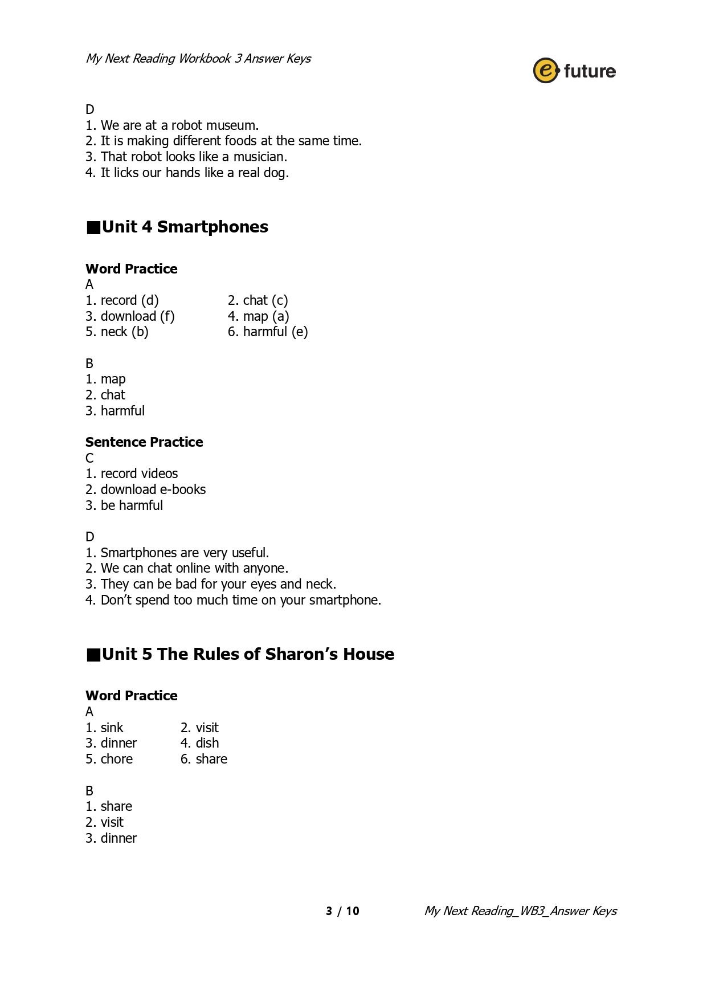 My Next Reading Workbook 3 Answer Keys
e future
D
1. We are at a robot museum.
2. It is making different foods at the same time.
3. That robot looks like a musician.
4. It licks our hands like a real dog.
■Unit 4 Smartphones
Word Practice
A
1. record (d) 2. chat (c)
3. download (f) 4. map (a)
5. neck (b) 6. harmful (e)
B
1. map
2. chat
3. harmful
Sentence Practice
C
1. record videos
2. download e-books
3. be harmful
D
1. Smartphones are very useful.
2. We can chat online with anyone.
3. They can be bad for your eyes and neck.
4. Don’t spend too much time on your smartphone.
■Unit 5 The Rules of Sharon’s House
Word Practice
A
1. sink 2. visit
3. dinner 4. dish
5. chore 6. share
B
1. share
2. visit
3. dinner
3 / 10 My Next Reading_WB3_Answer Keys